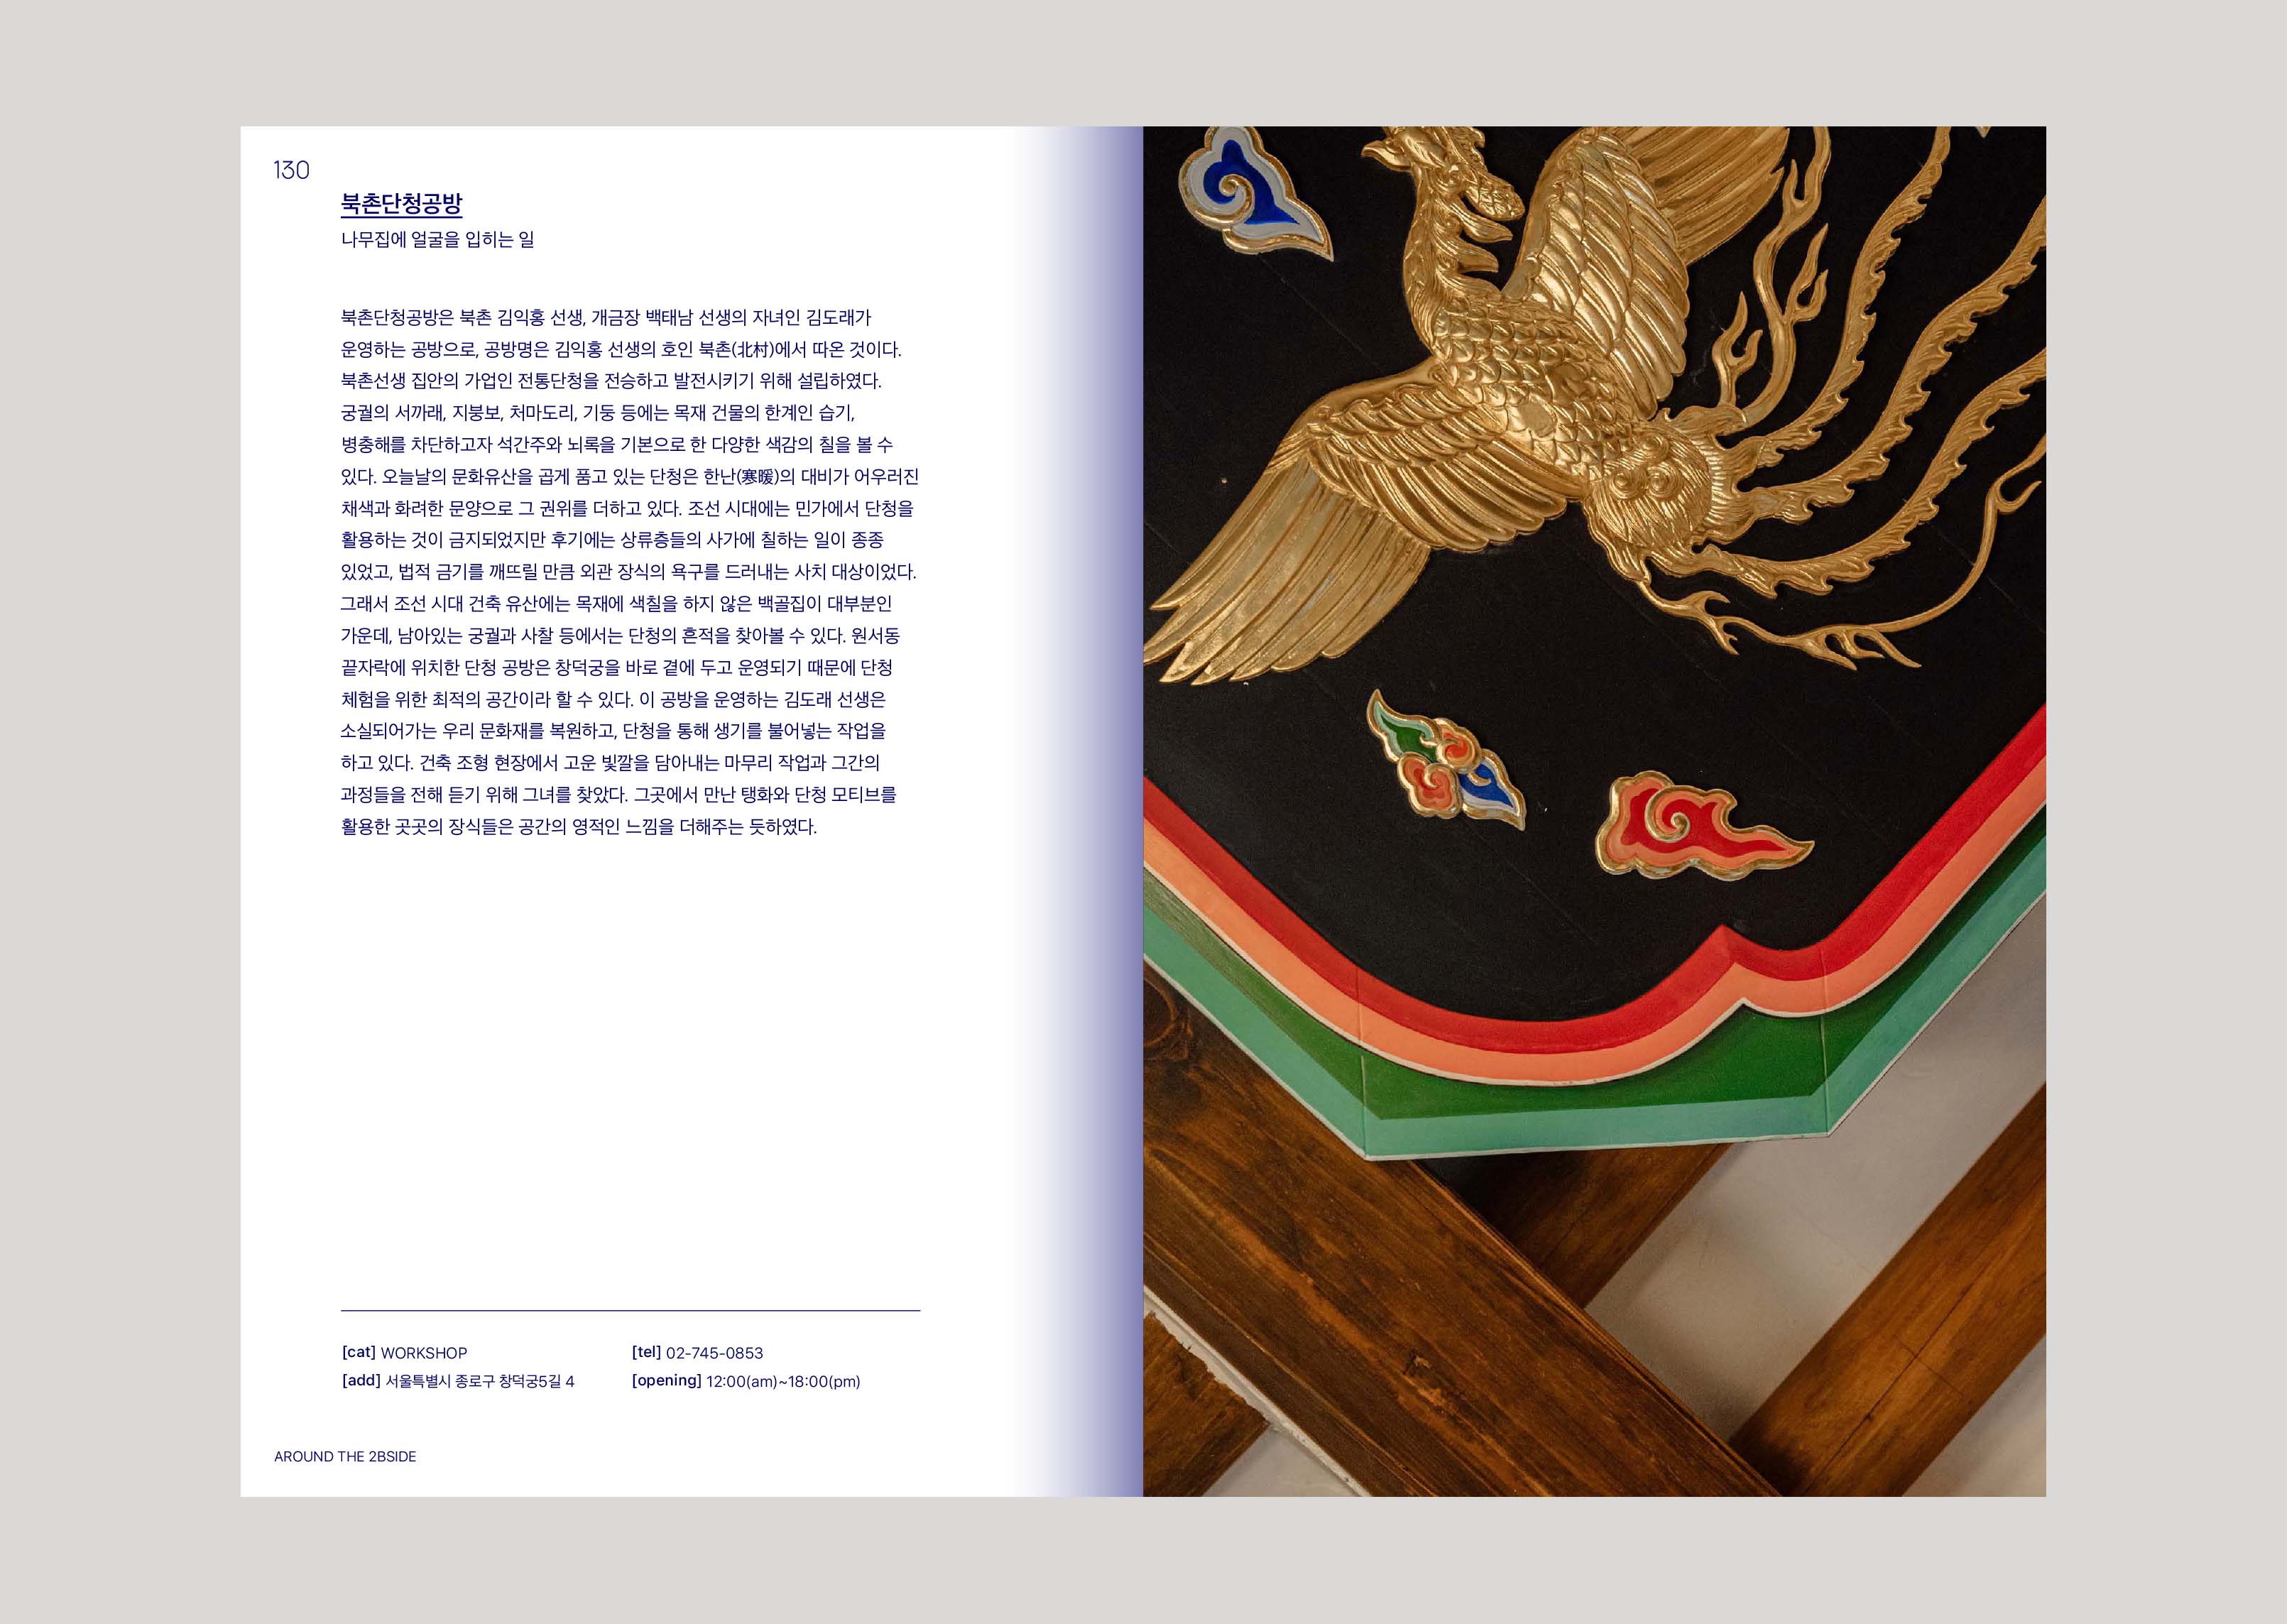 130
북촌단청공방
나무집에 얼굴을 입히는 일
북촌단청공방은 북촌 김익홍 선생, 개금장 백태남 선생의 자녀인 김도래가
운영하는 공방으로, 공방명은 김익홍 선생의 호인 북촌(北村)에서 따온 것이다.
북촌선생 집안의 가업인 전통단청을 전승하고 발전시키기 위해 설립하였다.
궁궐의 서까래, 지붕보, 처마도리, 기둥 등에는 목재 건물의 한계인 습기,
병충해를 차단하고자 석간주와 뇌록을 기본으로 한 다양한 색감의 칠을 볼 수
있다. 오늘날의 문화유산을 곱게 품고 있는 단청은 한난(寒暖)의 대비가 어우러진
채색과 화려한 문양으로 그 권위를 더하고 있다. 조선 시대에는 민가에서 단청을
활용하는 것이 금지되었지만 후기에는 상류층들의 사가에 칠하는 일이 종종
있었고, 법적 금기를 깨뜨릴 만큼 외관 장식의 욕구를 드러내는 사치 대상이었다.
그래서 조선 시대 건축 유산에는 목재에 색칠을 하지 않은 백골집이 대부분인
가운데, 남아있는 궁궐과 사찰 등에서는 단청의 흔적을 찾아볼 수 있다. 원서동
끝자락에 위치한 단청 공방은 창덕궁을 바로 곁에 두고 운영되기 때문에 단청
체험을 위한 최적의 공간이라 할 수 있다. 이 공방을 운영하는 김도래 선생은
소실되어가는 우리 문화재를 복원하고, 단청을 통해 생기를 불어넣는 작업을
하고 있다. 건축 조형 현장에서 고운 빛깔을 담아내는 마무리 작업과 그간의
과정들을 전해 듣기 위해 그녀를 찾았다. 그곳에서 만난 탱화와 단청 모티브를
활용한 곳곳의 장식들은 공간의 영적인 느낌을 더해주는 듯하였다.
[cat] WORKSHOP
[add] 서울특별시 종로구 창덕궁5길 4
[tel] 02-745-0853
[opening] 12:00(am)~18:00(pm)
AROUND THE 2BSIDE